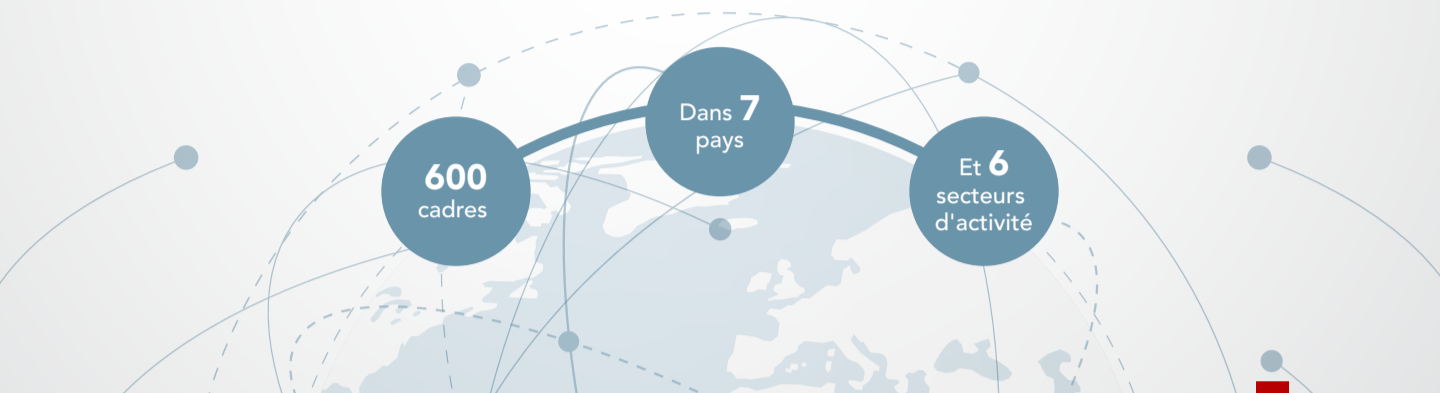 600
cadres
Dans 7
pays
Et 6
secteurs
d'activité